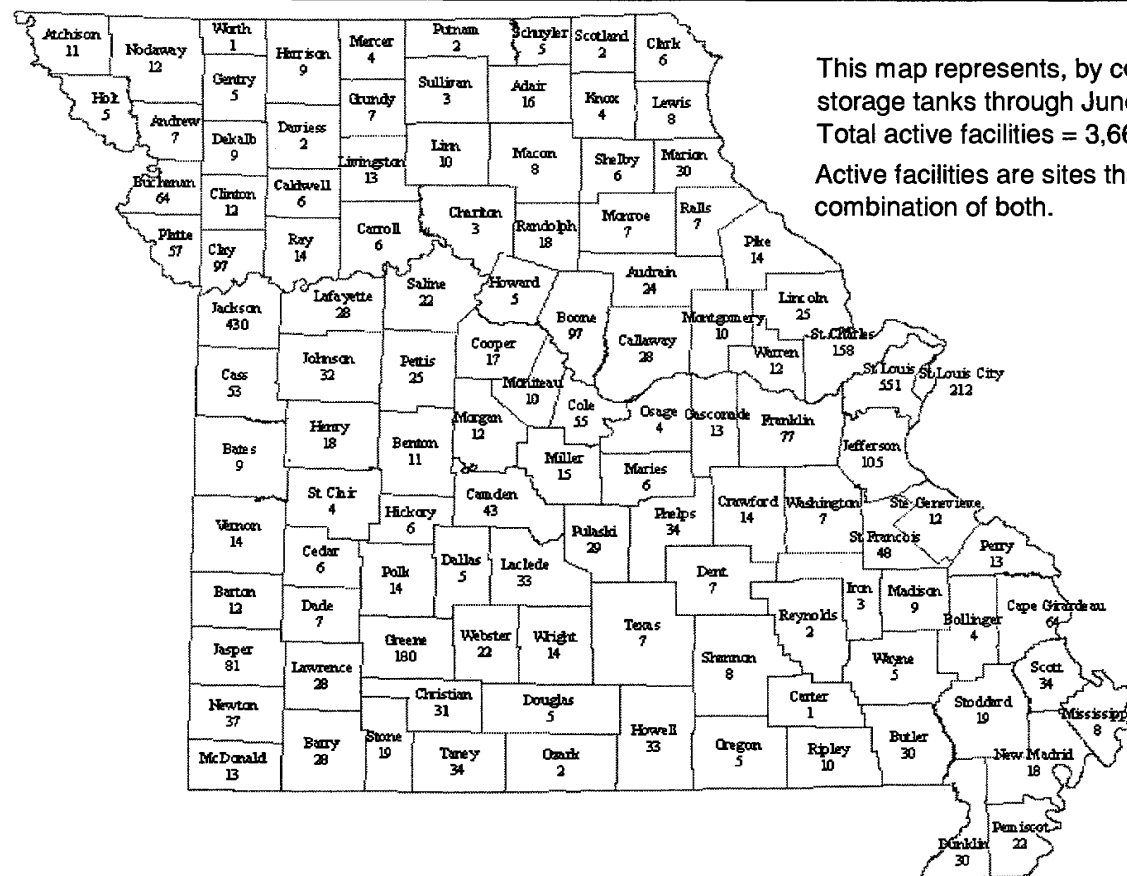 This map represents, by co
storage tanks through June
Total active facilities = 3,66
Active facilities are sites th
combination of both.
Atchison
11
Nodaway
12
Worth
1
Harrison
9
Mercer
4
Putnam
2
Schuyler
5
Scotland
2
Clark
6
Holt
5
Andrew
7
Gentry
5
Dekalb
9
Daviess
2
Grundy
7
Sullivan
3
Adair
16
Knox
4
Lewis
8
Buchanan
64
Clinton
12
Caldwell
6
Livingston
13
Linn
10
Macon
8
Shelby
6
Marion
30
Platte
57
Clay
97
Ray
14
Carroll
6
Chariton
3
Randolph
18
Monroe
7
Ralls
7
Pike
14
Jackson
430
Lafayette
28
Saline
22
Howard
5
Boone
97
Audrain
24
Callaway
28
Montgomery
10
Lincoln
25
Warren
12
St. Charles
158
St Louis
551
St Louis City
212
Cass
53
Johnson
32
Pettis
25
Cooper
17
Moniteau
10
Cole
55
Osage
4
Gasconade
13
Franklin
77
Jefferson
105
Bates
9
Henry
18
Benton
11
Morgan
12
Miller
15
Maries
6
Vernon
14
St Clair
4
Hickory
6
Camden
43
Pulaski
29
Phelps
34
Crawford
14
Washington
7
Ste Genevieve
12
St Francois
48
Perry
13
Cedar
6
Polk
14
Dallas
5
Laclede
33
Dent
7
Iron
3
Madison
9
Bollinger
4
Cape Girardeau
64
Barton
12
Dade
7
Greene
180
Webster
22
Wright
14
Texas
7
Shannon
8
Reynolds
2
Wayne
5
Scott
34
Jasper
81
Lawrence
28
Christian
31
Douglas
5
Carter
1
Stoddard
19
Mississipp
8
Newton
37
McDonald
13
Barry
28
Stone
19
Taney
34
Ozark
2
Howell
33
Oregon
5
Ripley
10
Butler
30
New Madrid
18
Dunklin
30
Pemiscot
22